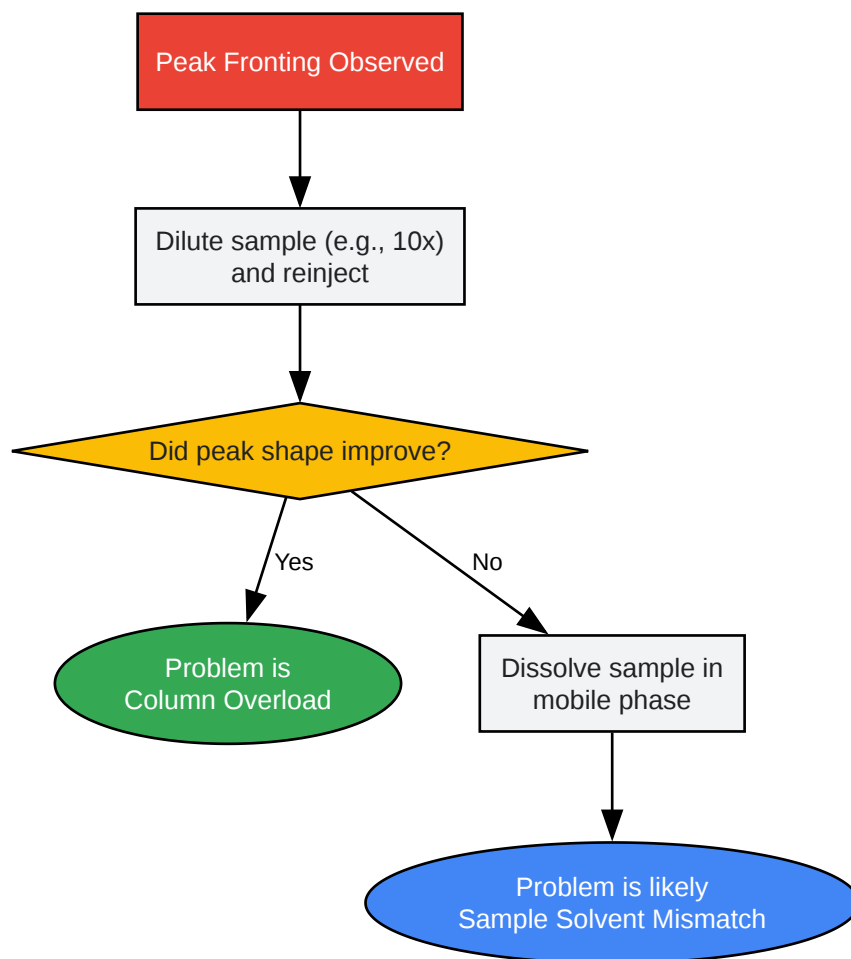 Peak Fronting Observed
Dilute sample (e.g., 10x)
and reinject
Did peak shape improve?
Yes
No
Problem is
Column Overload
Dissolve sample in
mobile phase
Problem is likely
Sample Solvent Mismatch